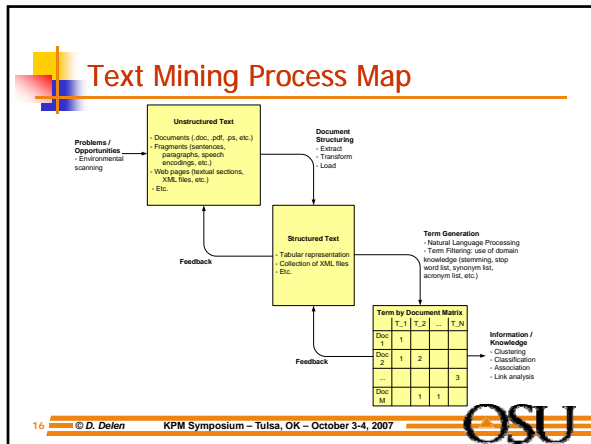 Text Mining Process Map
Problems /
Opportunities
- Environmental
scanning
Unstructured Text
- Documents (.doc, .pdf, .ps, etc.)
- Fragments (sentences,
paragraphs, speech
encodings, etc.)
- Web pages (textual sections,
XML files, etc.)
- Etc.
Document
Structuring
- Extract
- Transform
- Load
Feedback
Structured Text
- Tabular representation
- Collection of XML files
- Etc.
Term Generation
- Natural Language Processing
- Term Filtering: use of domain
knowledge (stemming, stop
word list, synonym list,
acronym list, etc.)
Feedback
Term by Document Matrix
T_1 T_2 ... T_N
Doc
1 1
Doc
2 1 2
... 3
Doc
M 1 1
Information /
Knowledge
- Clustering
- Classification
- Association
- Link analysis
16 © D. Delen KPM Symposium – Tulsa, OK – October 3-4, 2007 OSU